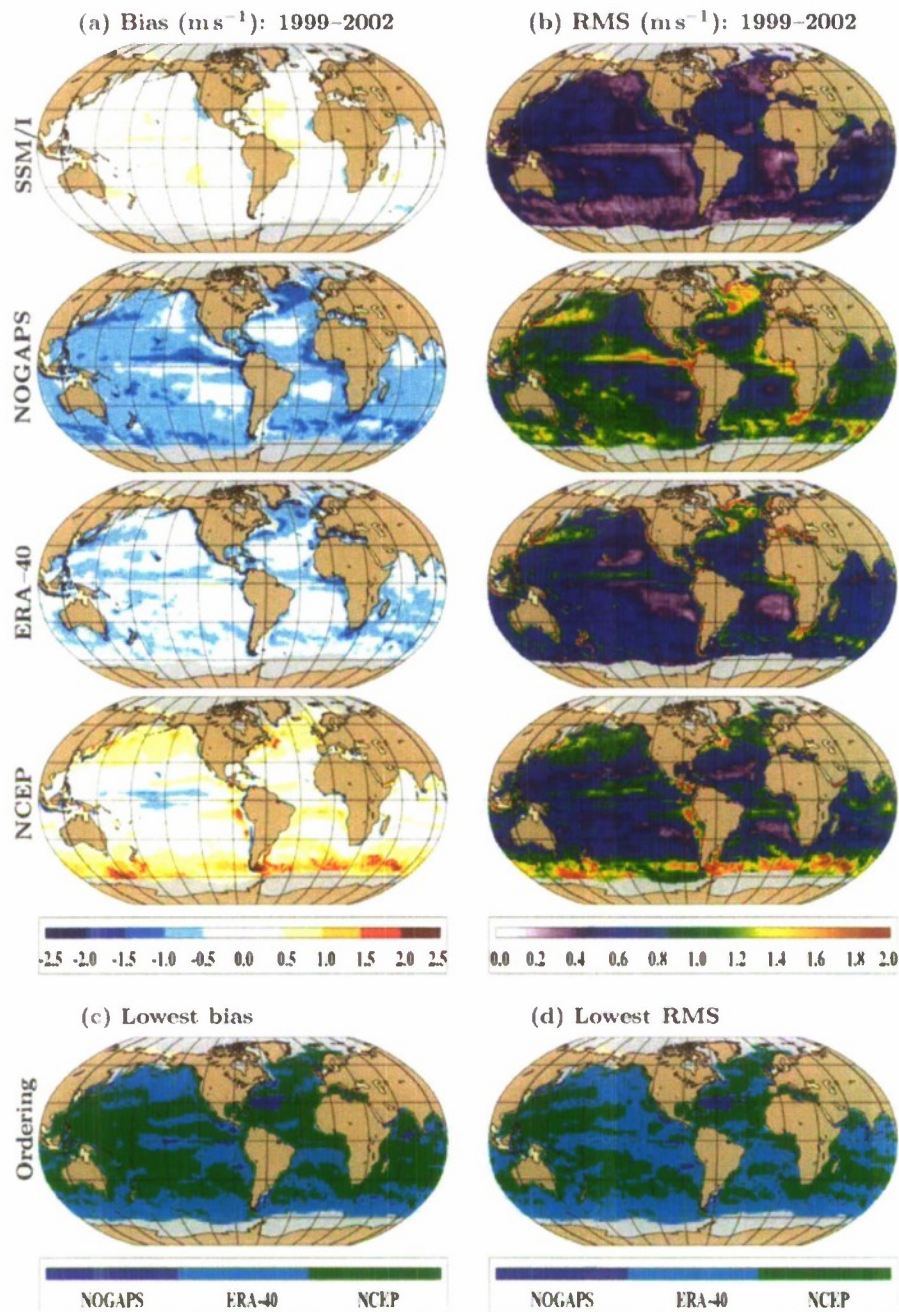 (a) Bias (m s⁻¹): 1999–2002
(b) RMS (m s⁻¹): 1999–2002
SSM/I
NOGAPS
ERA-40
NCEP
-2.5 -2.0 -1.5 -1.0 -0.5 0.0 0.5 1.0 1.5 2.0 2.5
0.0 0.2 0.4 0.6 0.8 1.0 1.2 1.4 1.6 1.8 2.0
(c) Lowest bias
(d) Lowest RMS
Ordering
NOGAPS ERA-40 NCEP
NOGAPS ERA-40 NCEP